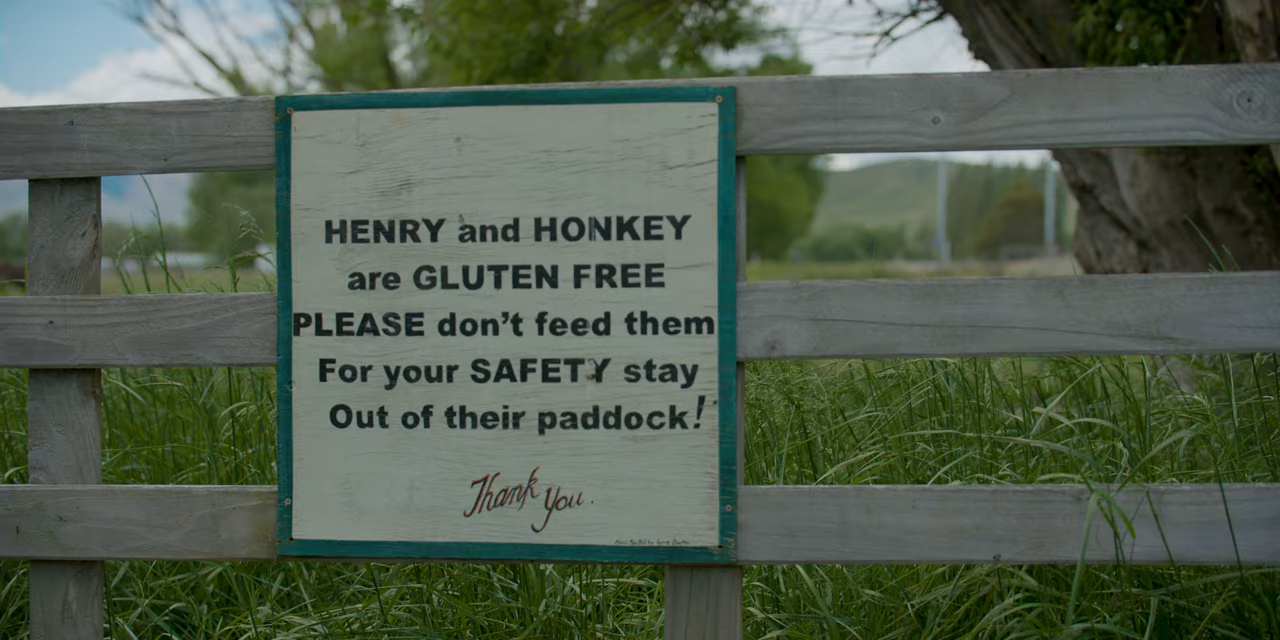 HENRY and HONKEY
are GLUTEN FREE
PLEASE don't feed them
For your SAFETY stay
Out of their paddock!
Thank You.